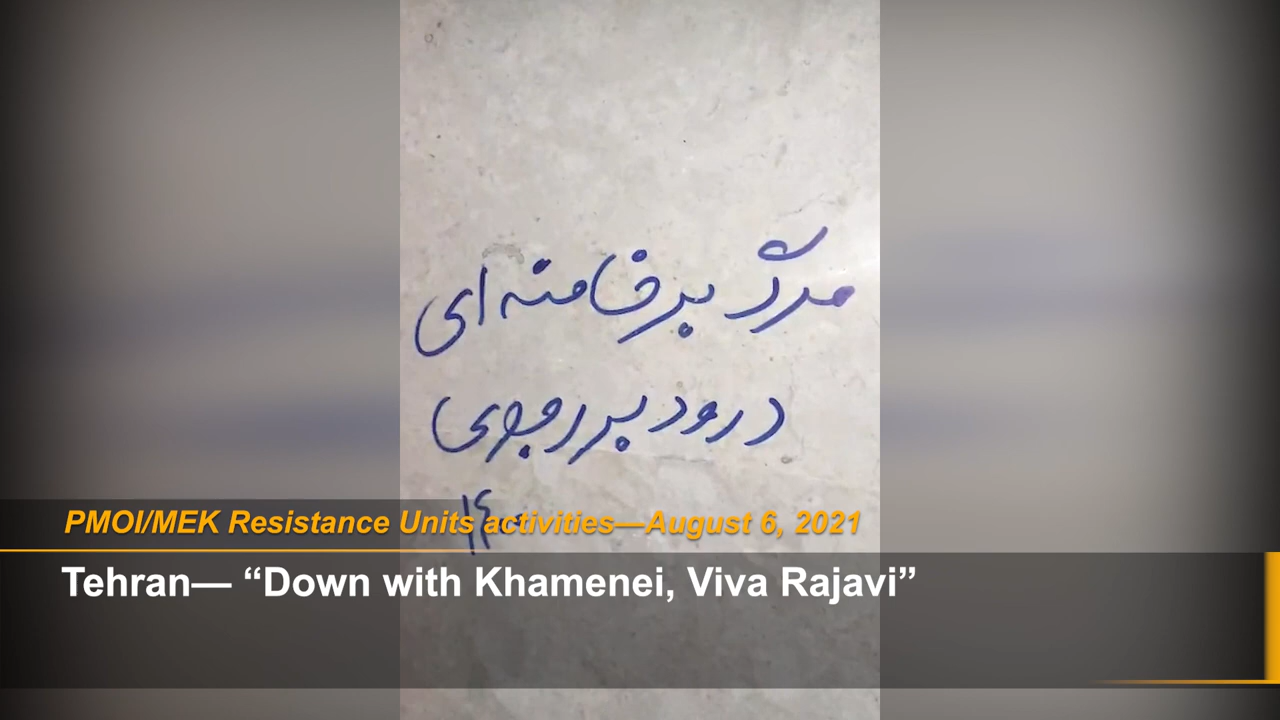 مرگ بر خامنه‌ای
درود بر رجوی
PMOI/MEK Resistance Units activities—August 6, 2021
Tehran— “Down with Khamenei, Viva Rajavi”